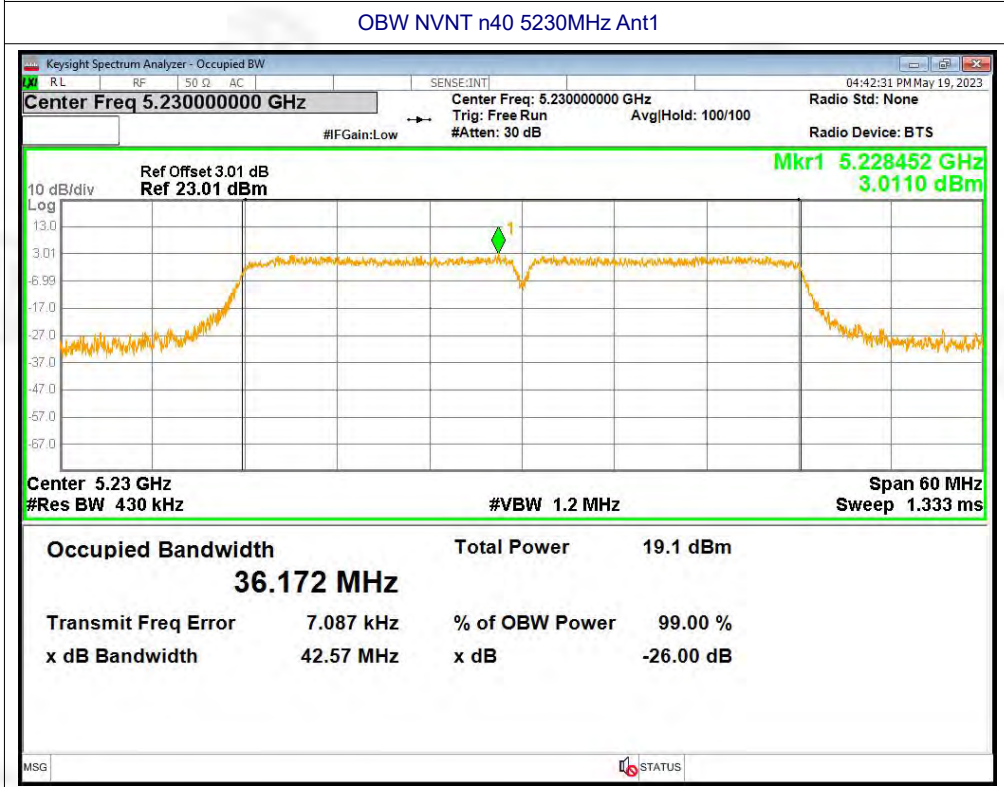 OBW NVNT n40 5230MHz Ant1
Keysight Spectrum Analyzer - Occupied BW
LXI RL RF 50 Ω AC SENSE:INT 04:42:31 PM May 19, 2023
Center Freq 5.230000000 GHz Center Freq: 5.230000000 GHz Radio Std: None
Trig: Free Run Avg|Hold: 100/100
#IFGain:Low #Atten: 30 dB Radio Device: BTS
Mkr1 5.228452 GHz
3.0110 dBm
Ref Offset 3.01 dB
10 dB/div Ref 23.01 dBm
Log
13.0
1
3.01
-6.99
-17.0
-27.0
-37.0
-47.0
-57.0
-67.0
Center 5.23 GHz Span 60 MHz
#Res BW 430 kHz #VBW 1.2 MHz Sweep 1.333 ms
Occupied Bandwidth Total Power 19.1 dBm
36.172 MHz
Transmit Freq Error 7.087 kHz % of OBW Power 99.00 %
x dB Bandwidth 42.57 MHz x dB -26.00 dB
MSG STATUS